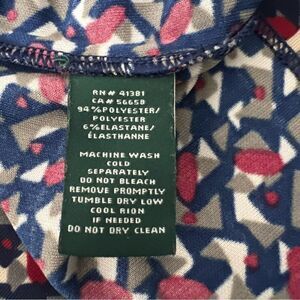 RN# 41381
CA# 56658
94%POLYESTER/
POLYESTER
6%ELASTANE/
ÉLASTHANNE
MACHINE WASH
COLD
SEPARATELY
DO NOT BLEACH
REMOVE PROMPTLY
TUMBLE DRY LOW
COOL RION
IF NEEDED
DO NOT DRY CLEAN